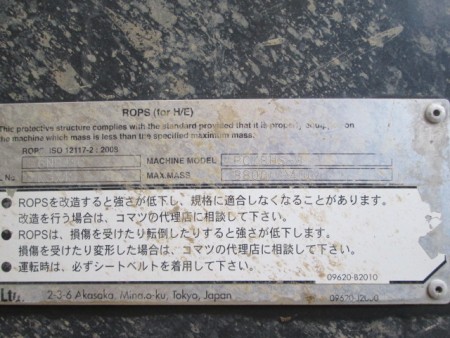 ROPS (for H/E)
This protective structure complies with the standard provided that it is properly on
the machine which mass is less than the specified maximum mass.
ROPS ISO 12117-2 : 2008
MACHINE MODEL
No MAX.MASS
● ROPSを改造すると強さが低下し、規格に適合しなくなることがあります。
改造を行う場合は、コマツの代理店に相談して下さい。
● ROPSは、損傷を受けたり転倒したりすると強さが低下します。
損傷を受けたり変形した場合は、コマツの代理店に相談して下さい。
● 運転時は、必ずシートベルトを着用して下さい。
09620-B2010
Ltd. 2-3-6 Akasaka, Minato-ku, Tokyo, Japan